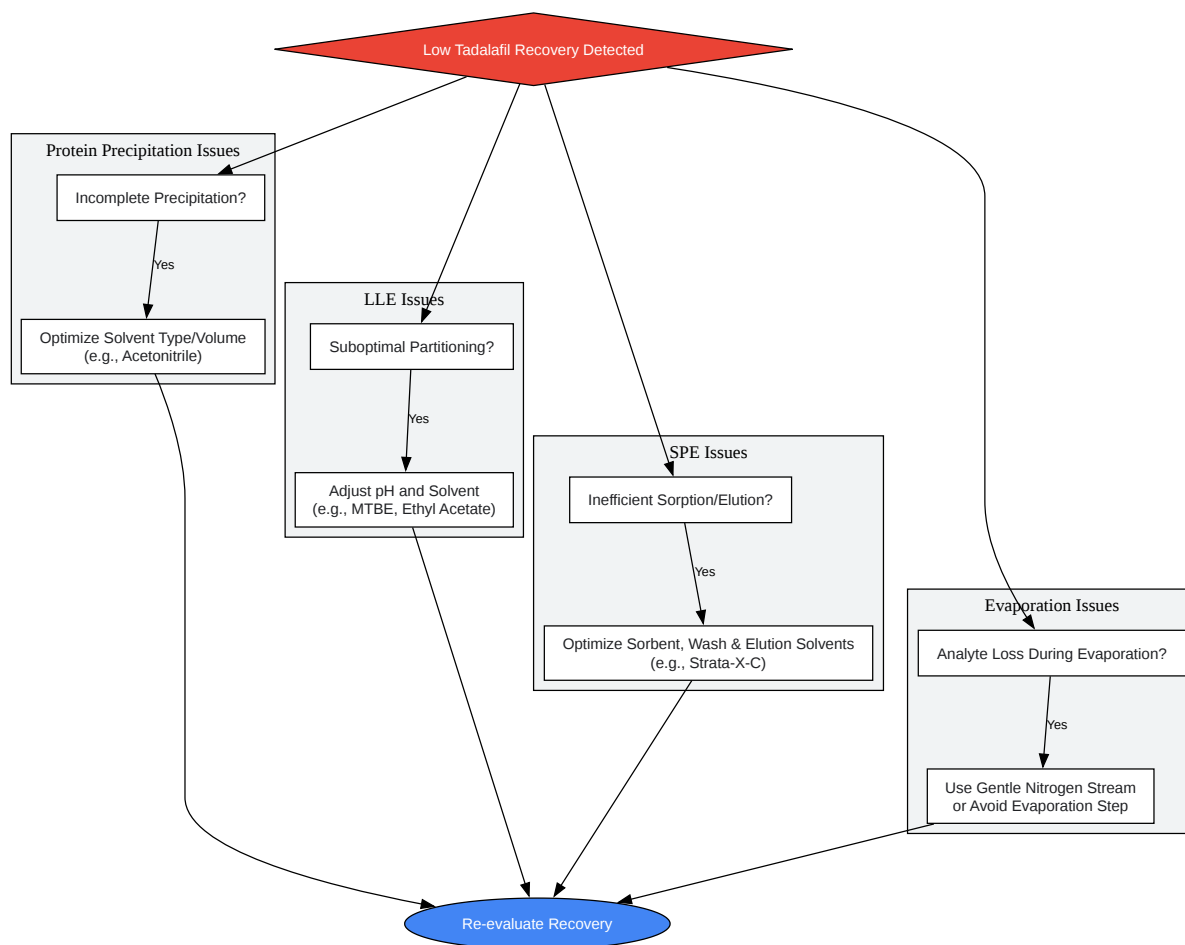 Low Tadalafil Recovery Detected
Protein Precipitation Issues
Incomplete Precipitation?
Yes
Optimize Solvent Type/Volume
(e.g., Acetonitrile)
LLE Issues
Suboptimal Partitioning?
Yes
Adjust pH and Solvent
(e.g., MTBE, Ethyl Acetate)
SPE Issues
Inefficient Sorption/Elution?
Yes
Optimize Sorbent, Wash & Elution Solvents
(e.g., Strata-X-C)
Evaporation Issues
Analyte Loss During Evaporation?
Yes
Use Gentle Nitrogen Stream
or Avoid Evaporation Step
Re-evaluate Recovery